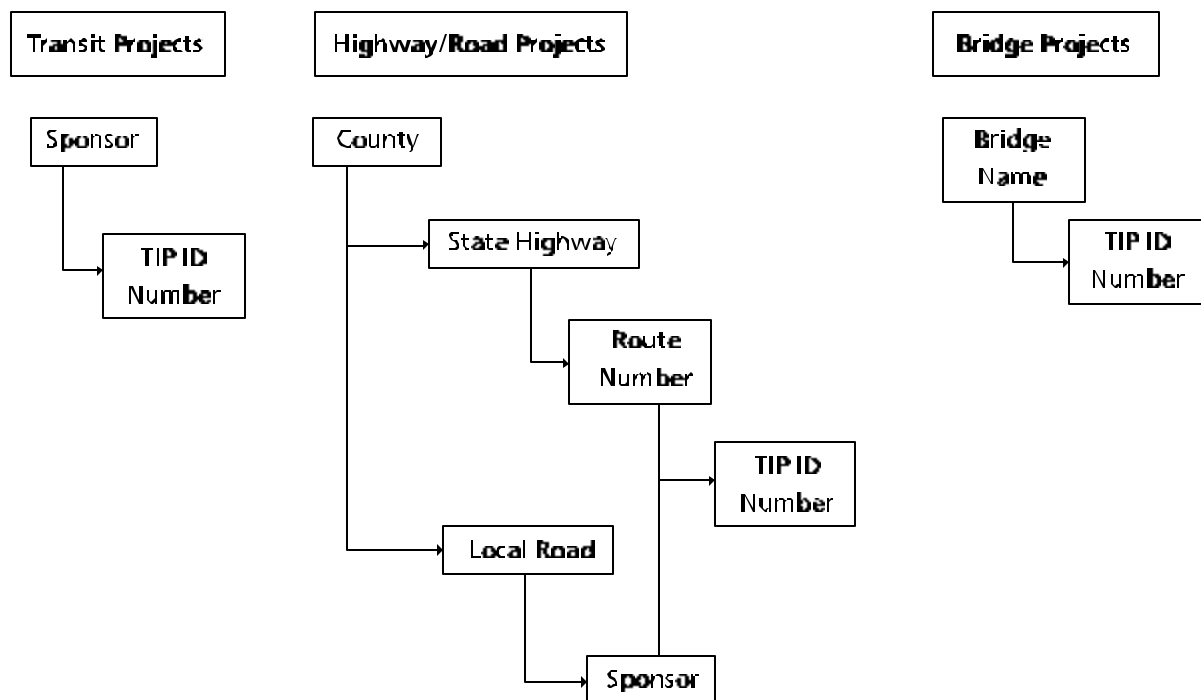 Transit Projects
Highway/Road Projects
Bridge Projects
Sponsor
TIP ID
Number
County
State Highway
Route
Number
TIP ID
Number
Local Road
Sponsor
Bridge
Name
TIP ID
Number